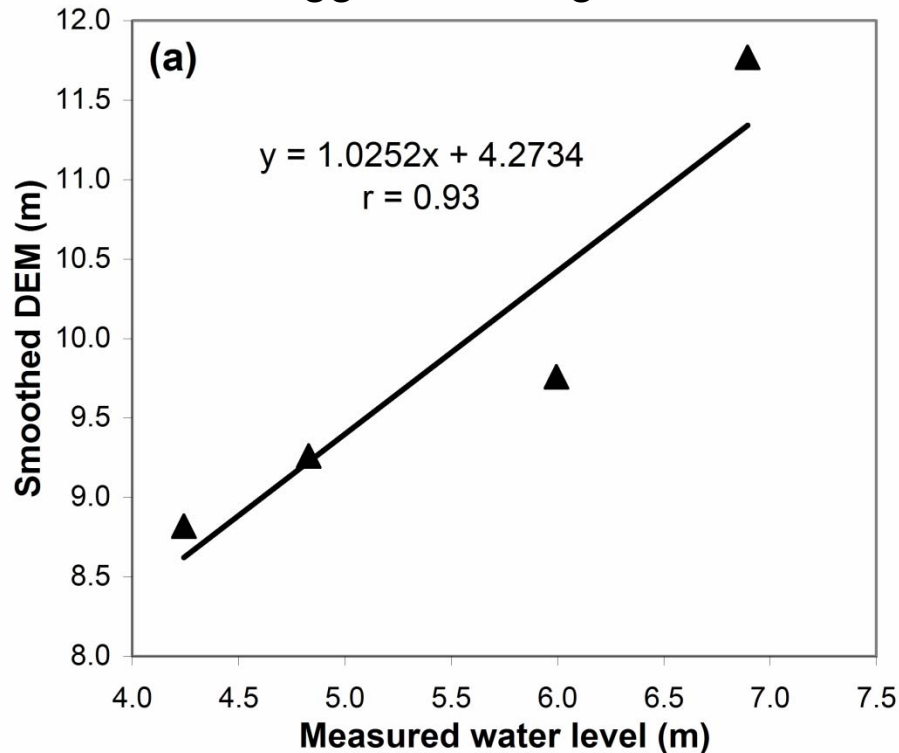 (a)
y = 1.0252x + 4.2734
r = 0.93
Smoothed DEM (m)
12.0
11.5
11.0
10.5
10.0
9.5
9.0
8.5
8.0
4.0 4.5 5.0 5.5 6.0 6.5 7.0 7.5
Measured water level (m)